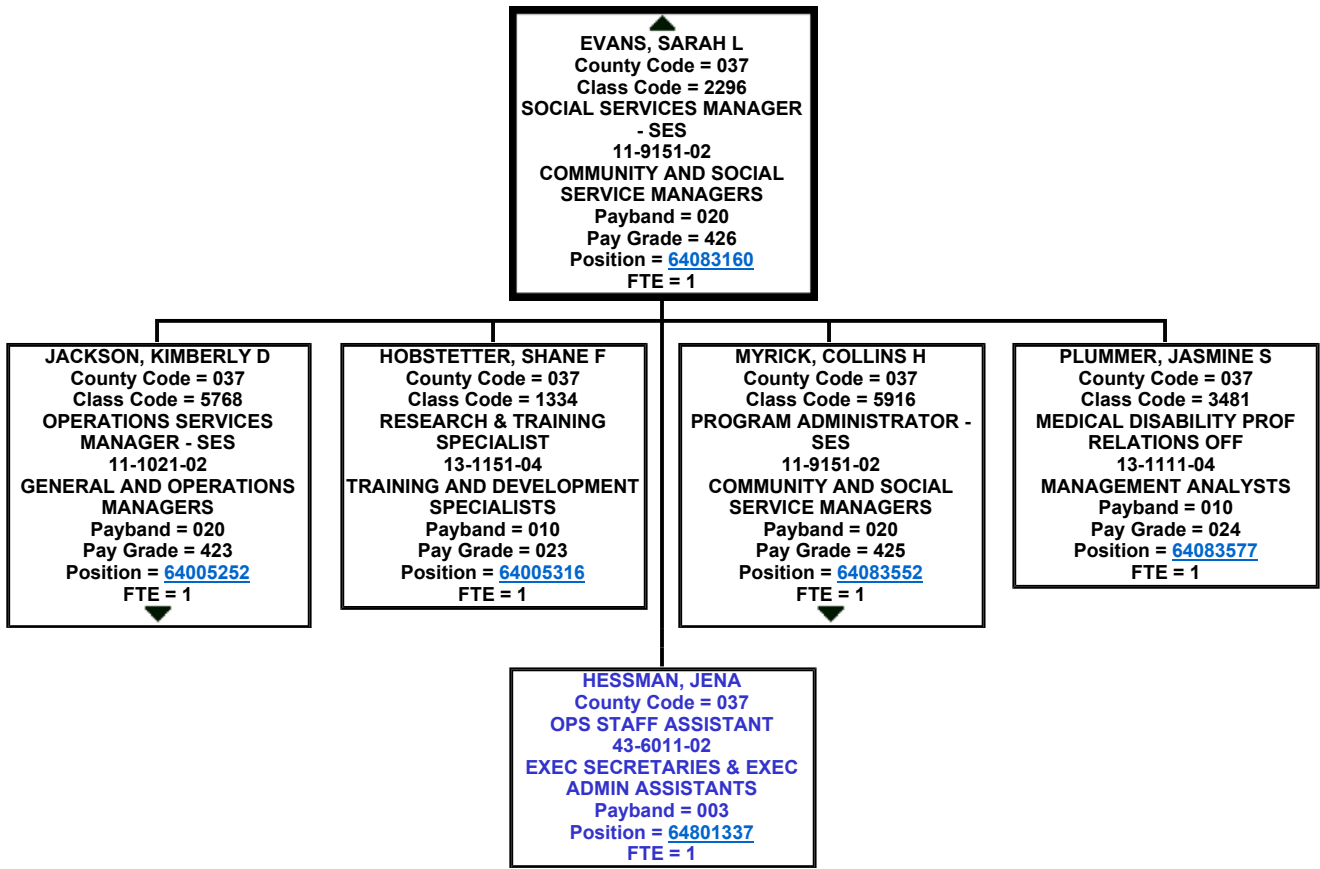 EVANS, SARAH L
County Code = 037
Class Code = 2296
SOCIAL SERVICES MANAGER
- SES
11-9151-02
COMMUNITY AND SOCIAL
SERVICE MANAGERS
Payband = 020
Pay Grade = 426
Position = 64083160
FTE = 1
JACKSON, KIMBERLY D
County Code = 037
Class Code = 5768
OPERATIONS SERVICES
MANAGER - SES
11-1021-02
GENERAL AND OPERATIONS
MANAGERS
Payband = 020
Pay Grade = 423
Position = 64005252
FTE = 1
HOBSTETTER, SHANE F
County Code = 037
Class Code = 1334
RESEARCH & TRAINING
SPECIALIST
13-1151-04
TRAINING AND DEVELOPMENT
SPECIALISTS
Payband = 010
Pay Grade = 023
Position = 64005316
FTE = 1
MYRICK, COLLINS H
County Code = 037
Class Code = 5916
PROGRAM ADMINISTRATOR -
SES
11-9151-02
COMMUNITY AND SOCIAL
SERVICE MANAGERS
Payband = 020
Pay Grade = 425
Position = 64083552
FTE = 1
PLUMMER, JASMINE S
County Code = 037
Class Code = 3481
MEDICAL DISABILITY PROF
RELATIONS OFF
13-1111-04
MANAGEMENT ANALYSTS
Payband = 010
Pay Grade = 024
Position = 64083577
FTE = 1
HESSMAN, JENA
County Code = 037
OPS STAFF ASSISTANT
43-6011-02
EXEC SECRETARIES & EXEC
ADMIN ASSISTANTS
Payband = 003
Position = 64801337
FTE = 1